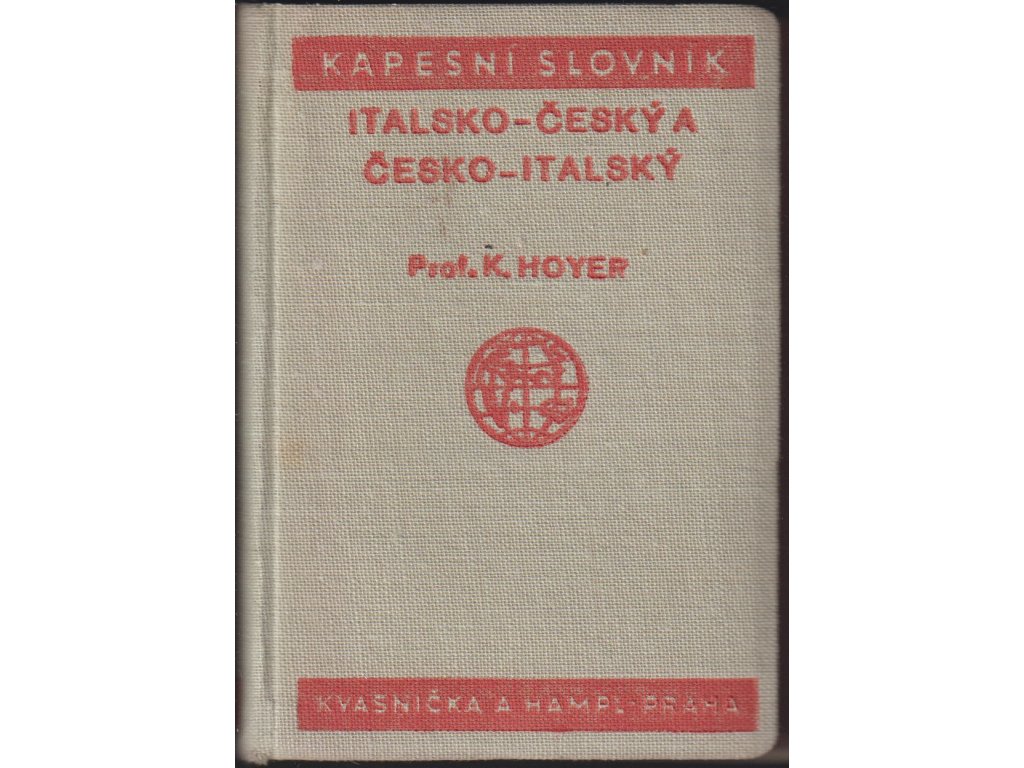 KAPESNÍ SLOVNÍK
ITALSKO-ČESKÝ A
ČESKO-ITALSKÝ
Prof. K. HOYER
KVASNIČKA A HAMPL-PRAHA